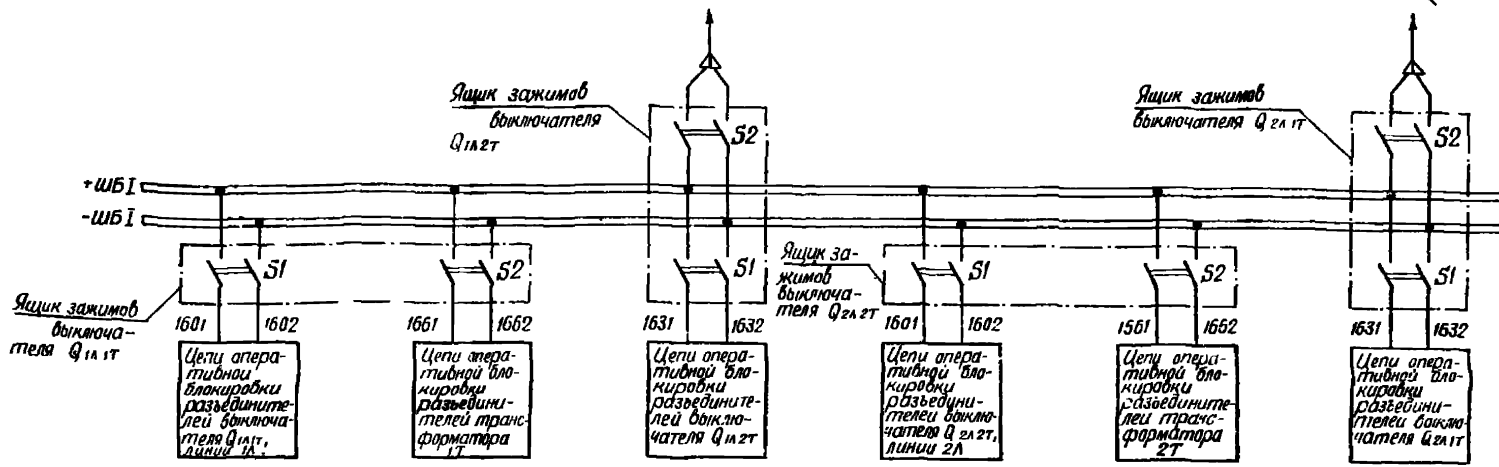 Ящик зажимов
выключателя
Q1Л2Т
S2
Ящик зажимов
выключателя Q2Л1Т
S2
+ШБI
-ШБI
S1
S2
S1
Ящик за-
жимов
выключа-
теля Q2Л2Т
S1
S2
S1
Ящик зажимов
выключа-
теля Q1Л1Т
1601
1602
1661
1662
1631
1632
1601
1602
1561
1662
1631
1632
Цепи опера-
тивной
блокировки
разъедините-
лей выключа-
теля Q1Л1Т,
линии 1Л.
Цепи опера-
тивной бло-
кировки
разъедини-
телей транс-
форматора
1Т
Цепи опера-
тивной бло-
кировки
разъедините-
лей выклю-
чателя Q1Л2Т
Цепи опера-
тивной бло-
кировки
разъеди-
нителей выклю-
чателя Q2Л2Т,
линии 2Л
Цепи опера-
тивной бло-
кировки
разъедините-
лей транс-
форматора
2Т
Цепи опера-
тивной бло-
кировки
разъедини-
телей выклю-
чателя Q2Л1Т